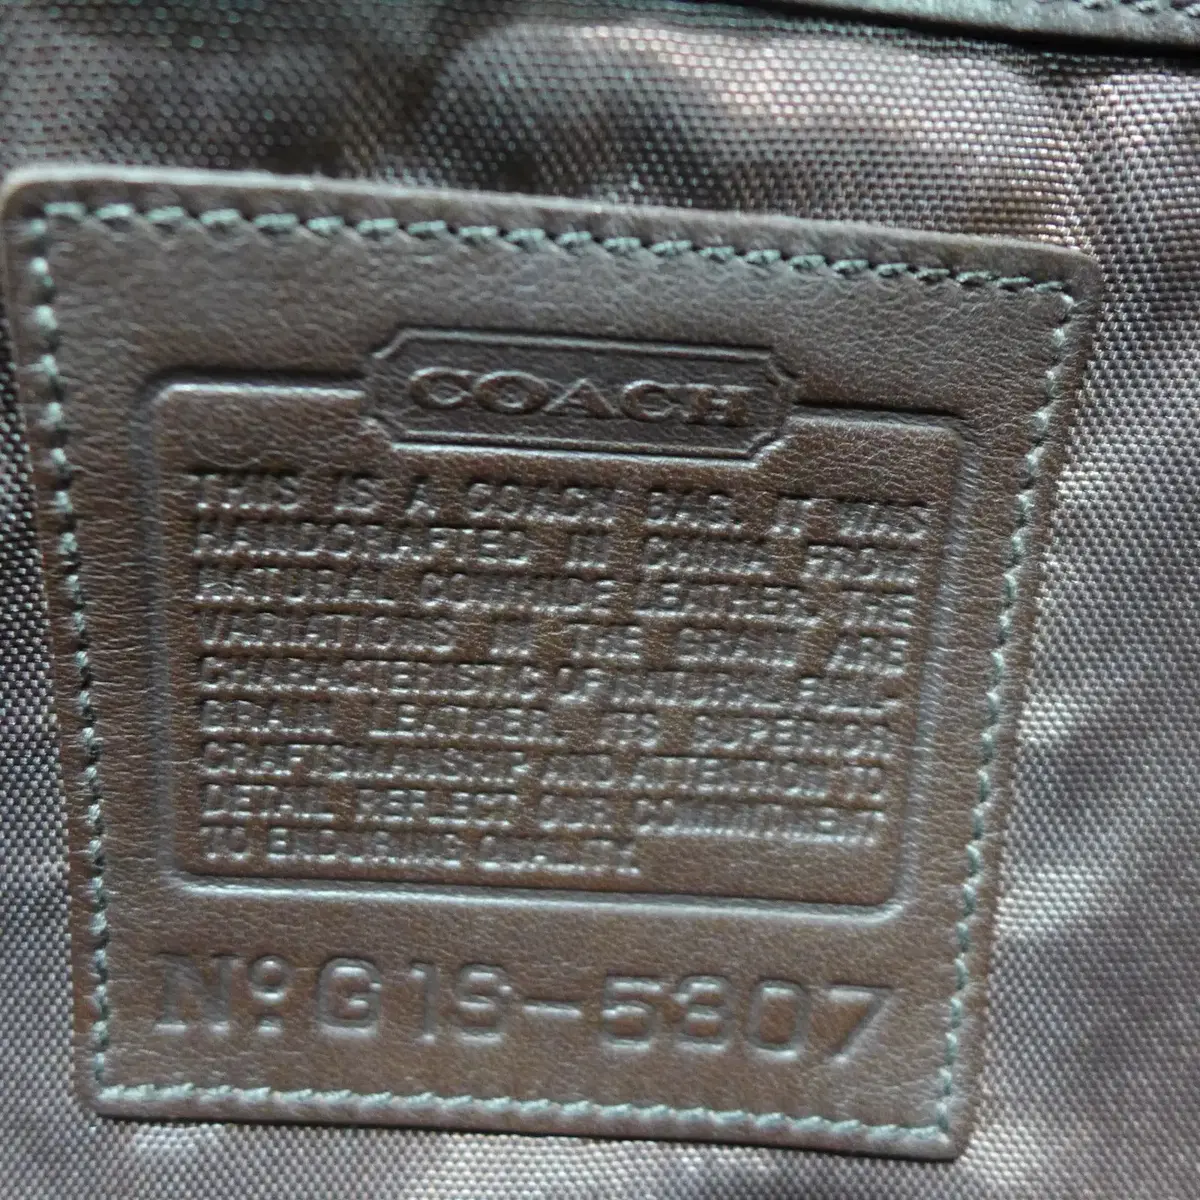 COACH
THIS IS A COACH BAG. IT WAS
HANDCRAFTED IN CHINA FROM
NATURAL COWHIDE LEATHER. THE
VARIATIONS IN THE GRAIN ARE
CHARACTERISTIC OF NATURAL FULL-
GRAIN LEATHER. ITS SUPERIOR
CRAFTSMANSHIP AND ATTENTION TO
DETAIL REFLECT OUR COMMITMENT
TO ENDURING QUALITY.
Nº G1S-5307